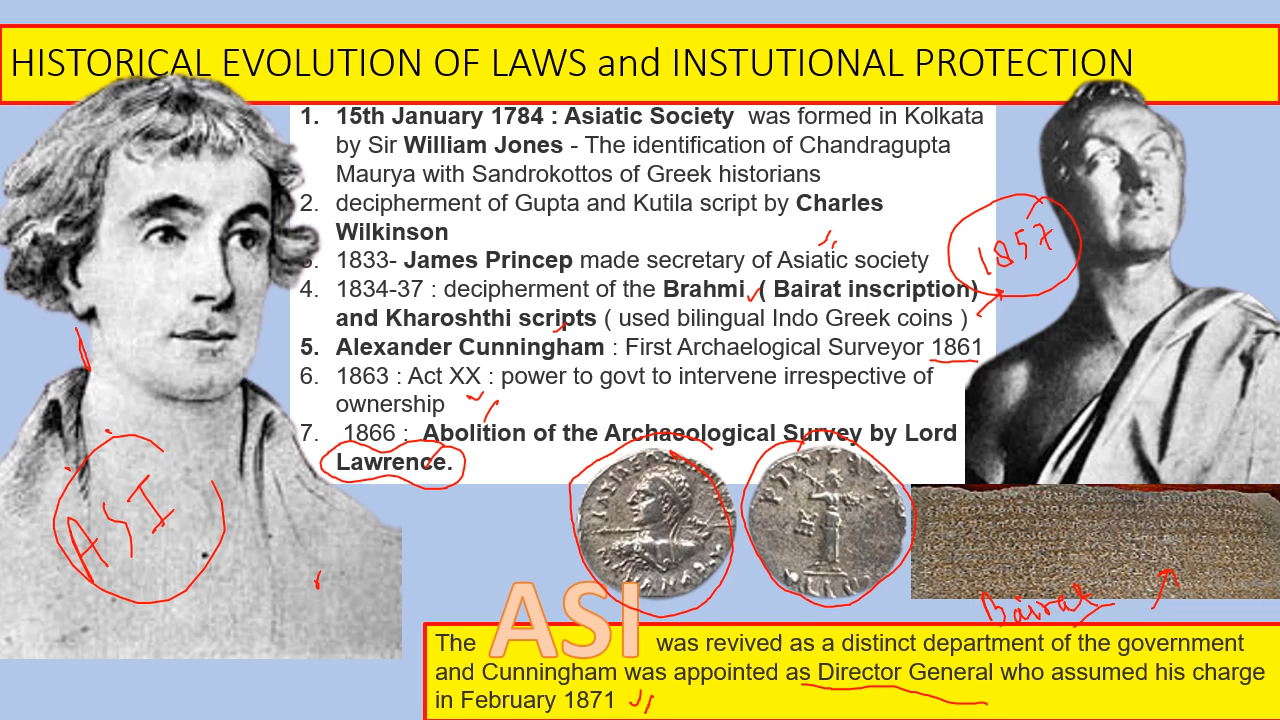 HISTORICAL EVOLUTION OF LAWS and INSTUTIONAL PROTECTION
1. 15th January 1784 : Asiatic Society was formed in Kolkata
by Sir William Jones - The identification of Chandragupta
Maurya with Sandrokottos of Greek historians
2. decipherment of Gupta and Kutila script by Charles
Wilkinson
3. 1833- James Princep made secretary of Asiatic society
4. 1834-37 : decipherment of the Brahmi ( Bairat inscription)
and Kharoshthi scripts ( used bilingual Indo Greek coins )
1857
5. Alexander Cunningham : First Archaelogical Surveyor 1861
6. 1863 : Act XX : power to govt to intervene irrespective of
ownership
7. 1866 : Abolition of the Archaeological Survey by Lord
Lawrence.
ASI
Bairat
The ASI was revived as a distinct department of the government
and Cunningham was appointed as Director General who assumed his charge
in February 1871